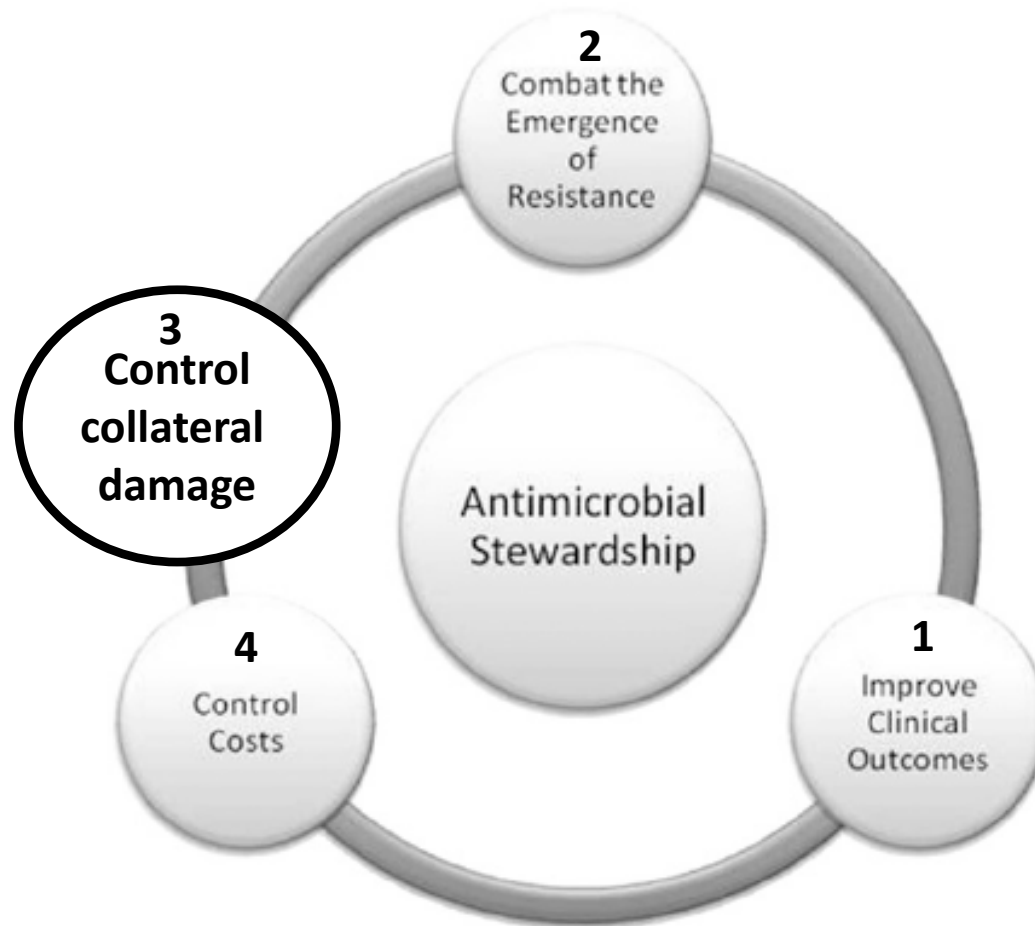 2
Combat the
Emergence
of
Resistance
3
Control
collateral
damage
Antimicrobial
Stewardship
4
Control
Costs
1
Improve
Clinical
Outcomes